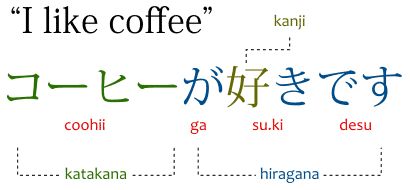 “I like coffee”
kanji
コーヒーが好きです
coohii ga su.ki desu
katakana hiragana